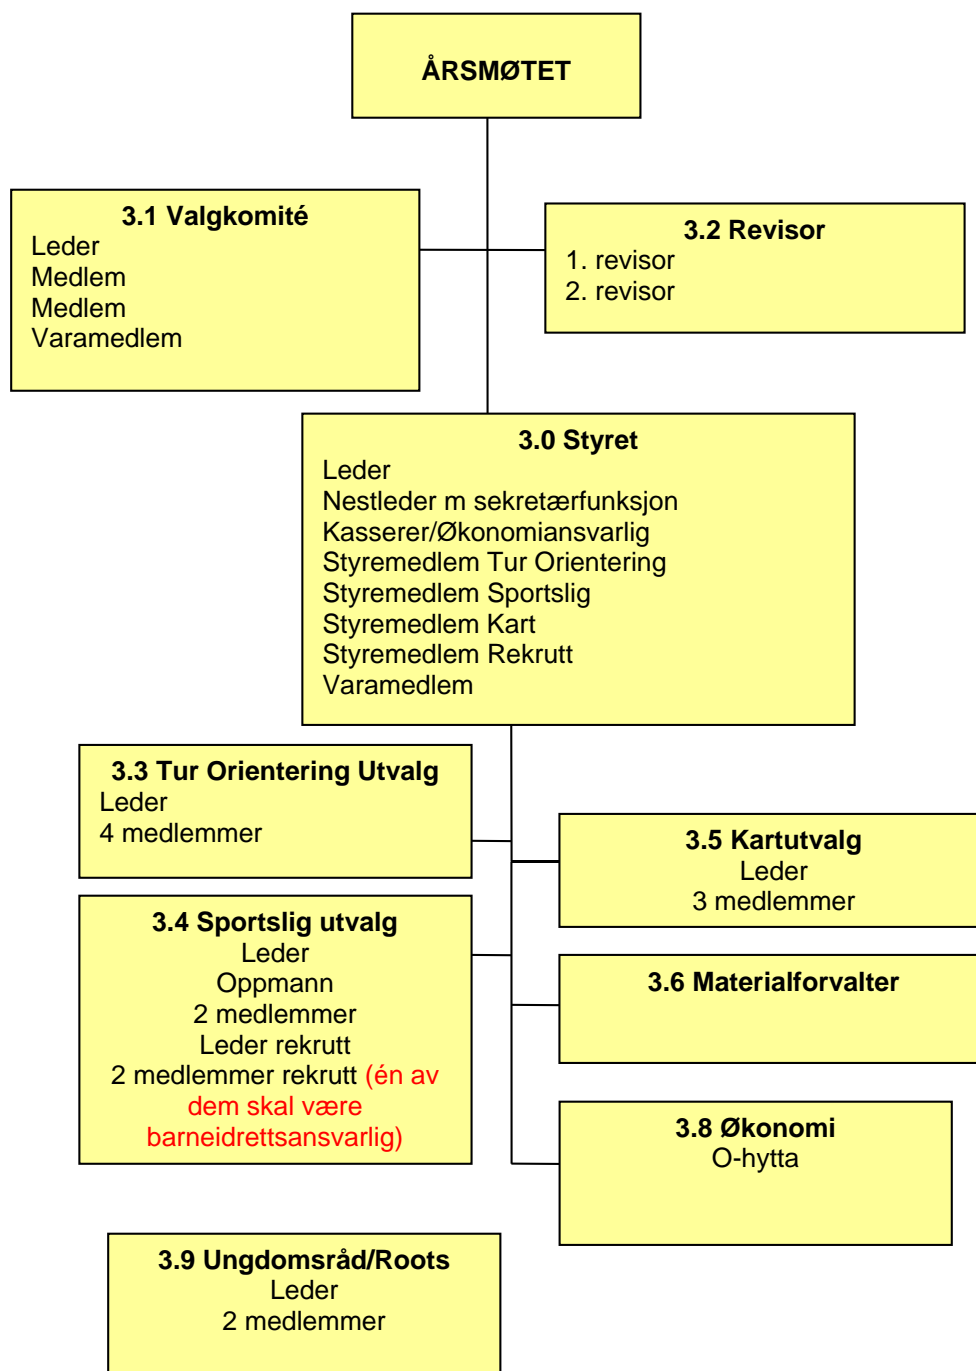 ÅRSMØTET
3.1 Valgkomité
Leder
Medlem
Medlem
Varamedlem
3.2 Revisor
1. revisor
2. revisor
3.0 Styret
Leder
Nestleder m sekretærfunksjon
Kasserer/Økonomiansvarlig
Styremedlem Tur Orientering
Styremedlem Sportslig
Styremedlem Kart
Styremedlem Rekrutt
Varamedlem
3.3 Tur Orientering Utvalg
Leder
4 medlemmer
3.5 Kartutvalg
Leder
3 medlemmer
3.4 Sportslig utvalg
Leder
Oppmann
2 medlemmer
Leder rekrutt
2 medlemmer rekrutt (én av
dem skal være
barneidrettsansvarlig)
3.6 Materialforvalter
3.8 Økonomi
O-hytta
3.9 Ungdomsråd/Roots
Leder
2 medlemmer